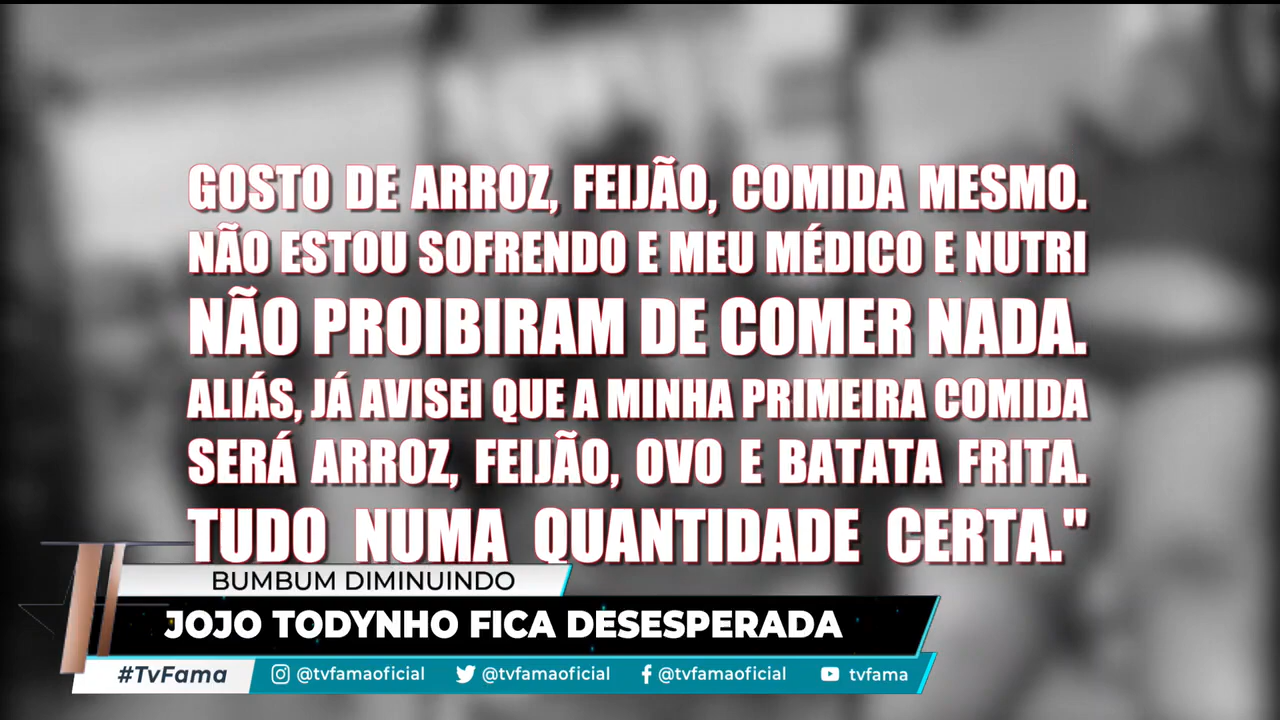 GOSTO DE ARROZ, FEIJÃO, COMIDA MESMO.
NÃO ESTOU SOFRENDO E MEU MÉDICO E NUTRI
NÃO PROIBIRAM DE COMER NADA.
ALIÁS, JÁ AVISEI QUE A MINHA PRIMEIRA COMIDA
SERÁ ARROZ, FEIJÃO, OVO E BATATA FRITA.
TUDO NUMA QUANTIDADE CERTA."
BUMBUM DIMINUINDO
JOJO TODYNHO FICA DESESPERADA
#TvFama @tvfamaoficial @tvfamaoficial @tvfamaoficial tvfama